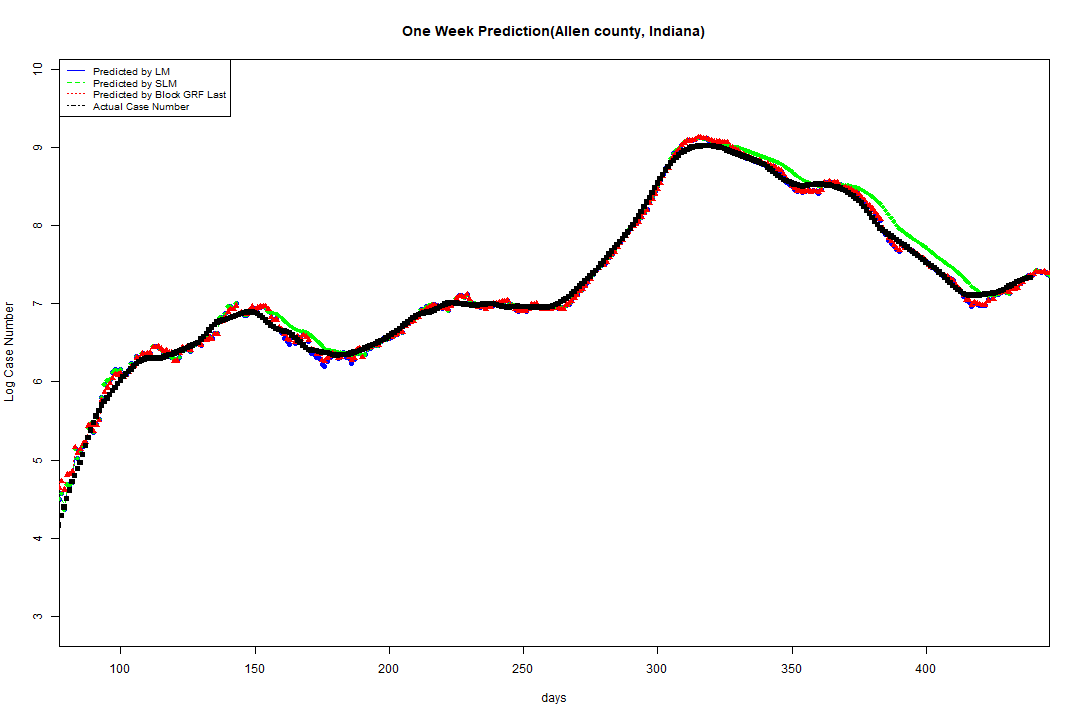 One Week Prediction(Allen county, Indiana)
Predicted by LM
Predicted by SLM
Predicted by Block GRF Last
Actual Case Number
10
9
8
7
6
5
4
3
Log Case Number
100 150 200 250 300 350 400
days